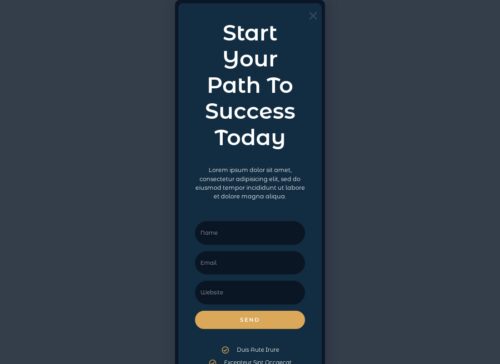 Start
Your
Path To
Success
Today
Lorem ipsum dolor sit amet,
consectetur adipisicing elit, sed do
eiusmod tempor incididunt ut labore
et dolore magna aliqua
Name
Email
Website
SEND
Duis Aute Irure
Excepteur Sint Occaecat